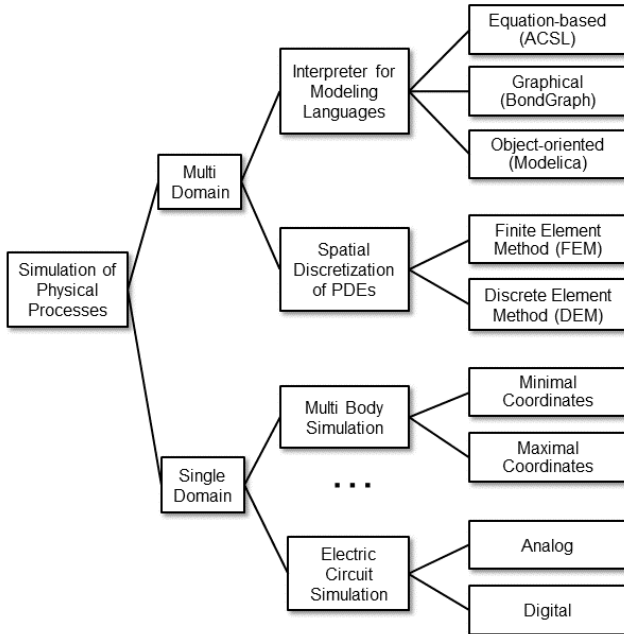 Simulation of
Physical
Processes
Multi
Domain
Single
Domain
Interpreter for
Modeling
Languages
Spatial
Discretization
of PDEs
Multi Body
Simulation
...
Electric
Circuit
Simulation
Equation-based
(ACSL)
Graphical
(BondGraph)
Object-oriented
(Modelica)
Finite Element
Method (FEM)
Discrete Element
Method (DEM)
Minimal
Coordinates
Maximal
Coordinates
Analog
Digital